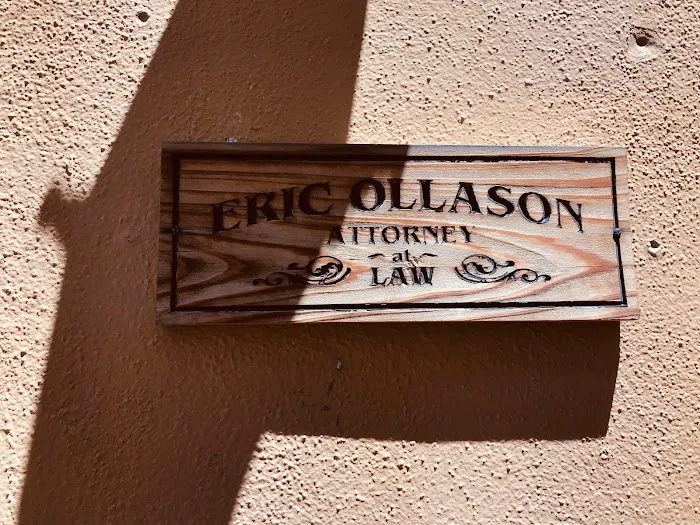 ERIC OLLASON
ATTORNEY
at
LAW